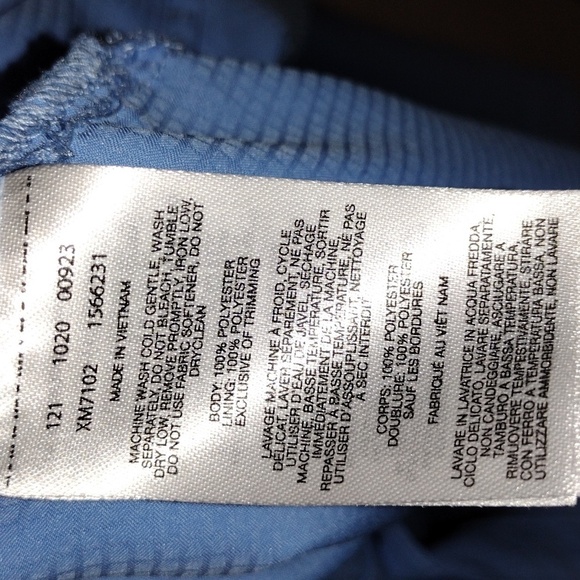 121 1020 00923
XM7102 1566231
MADE IN VIETNAM
MACHINE WASH COLD GENTLE, WASH
SEPARATELY, DO NOT BLEACH, TUMBLE
DRY LOW, REMOVE PROMPTLY, IRON LOW,
DO NOT USE FABRIC SOFTENER, DO NOT
DRYCLEAN
BODY: 100% POLYESTER
LINING: 100% POLYESTER
EXCLUSIVE OF TRIMMING
LAVAGE MACHINE À FROID, CYCLE
DÉLICAT, LAVER SÉPARÉMENT, NE PAS
UTILISER D'EAU DE JAVEL, SÉCHAGE
MACHINE, BASSE TEMPÉRATURE, SORTIR
IMMÉDIATEMENT DE LA MACHINE,
REPASSER À BASSE TEMPÉRATURE, NE PAS
UTILISER D'ASSOUPLISSANT, NETTOYAGE
À SEC INTERDIT
CORPS: 100% POLYESTER
DOUBLURE: 100% POLYESTER
SAUF LES BORDURES
FABRIQUÉ AU VIÊT NAM
LAVARE IN LAVATRICE IN ACQUA FREDDA,
CICLO DELICATO, LAVARE SEPARATAMENTE,
NON CANDEGGIARE, ASCIUGARE A
TAMBURO A BASSA TEMPERATURA,
RIMUOVERE TEMPESTIVAMENTE, STIRARE
CON FERRO A TEMPERATURA BASSA, NON
UTILIZZARE AMMORBIDENTE, NON LAVARE